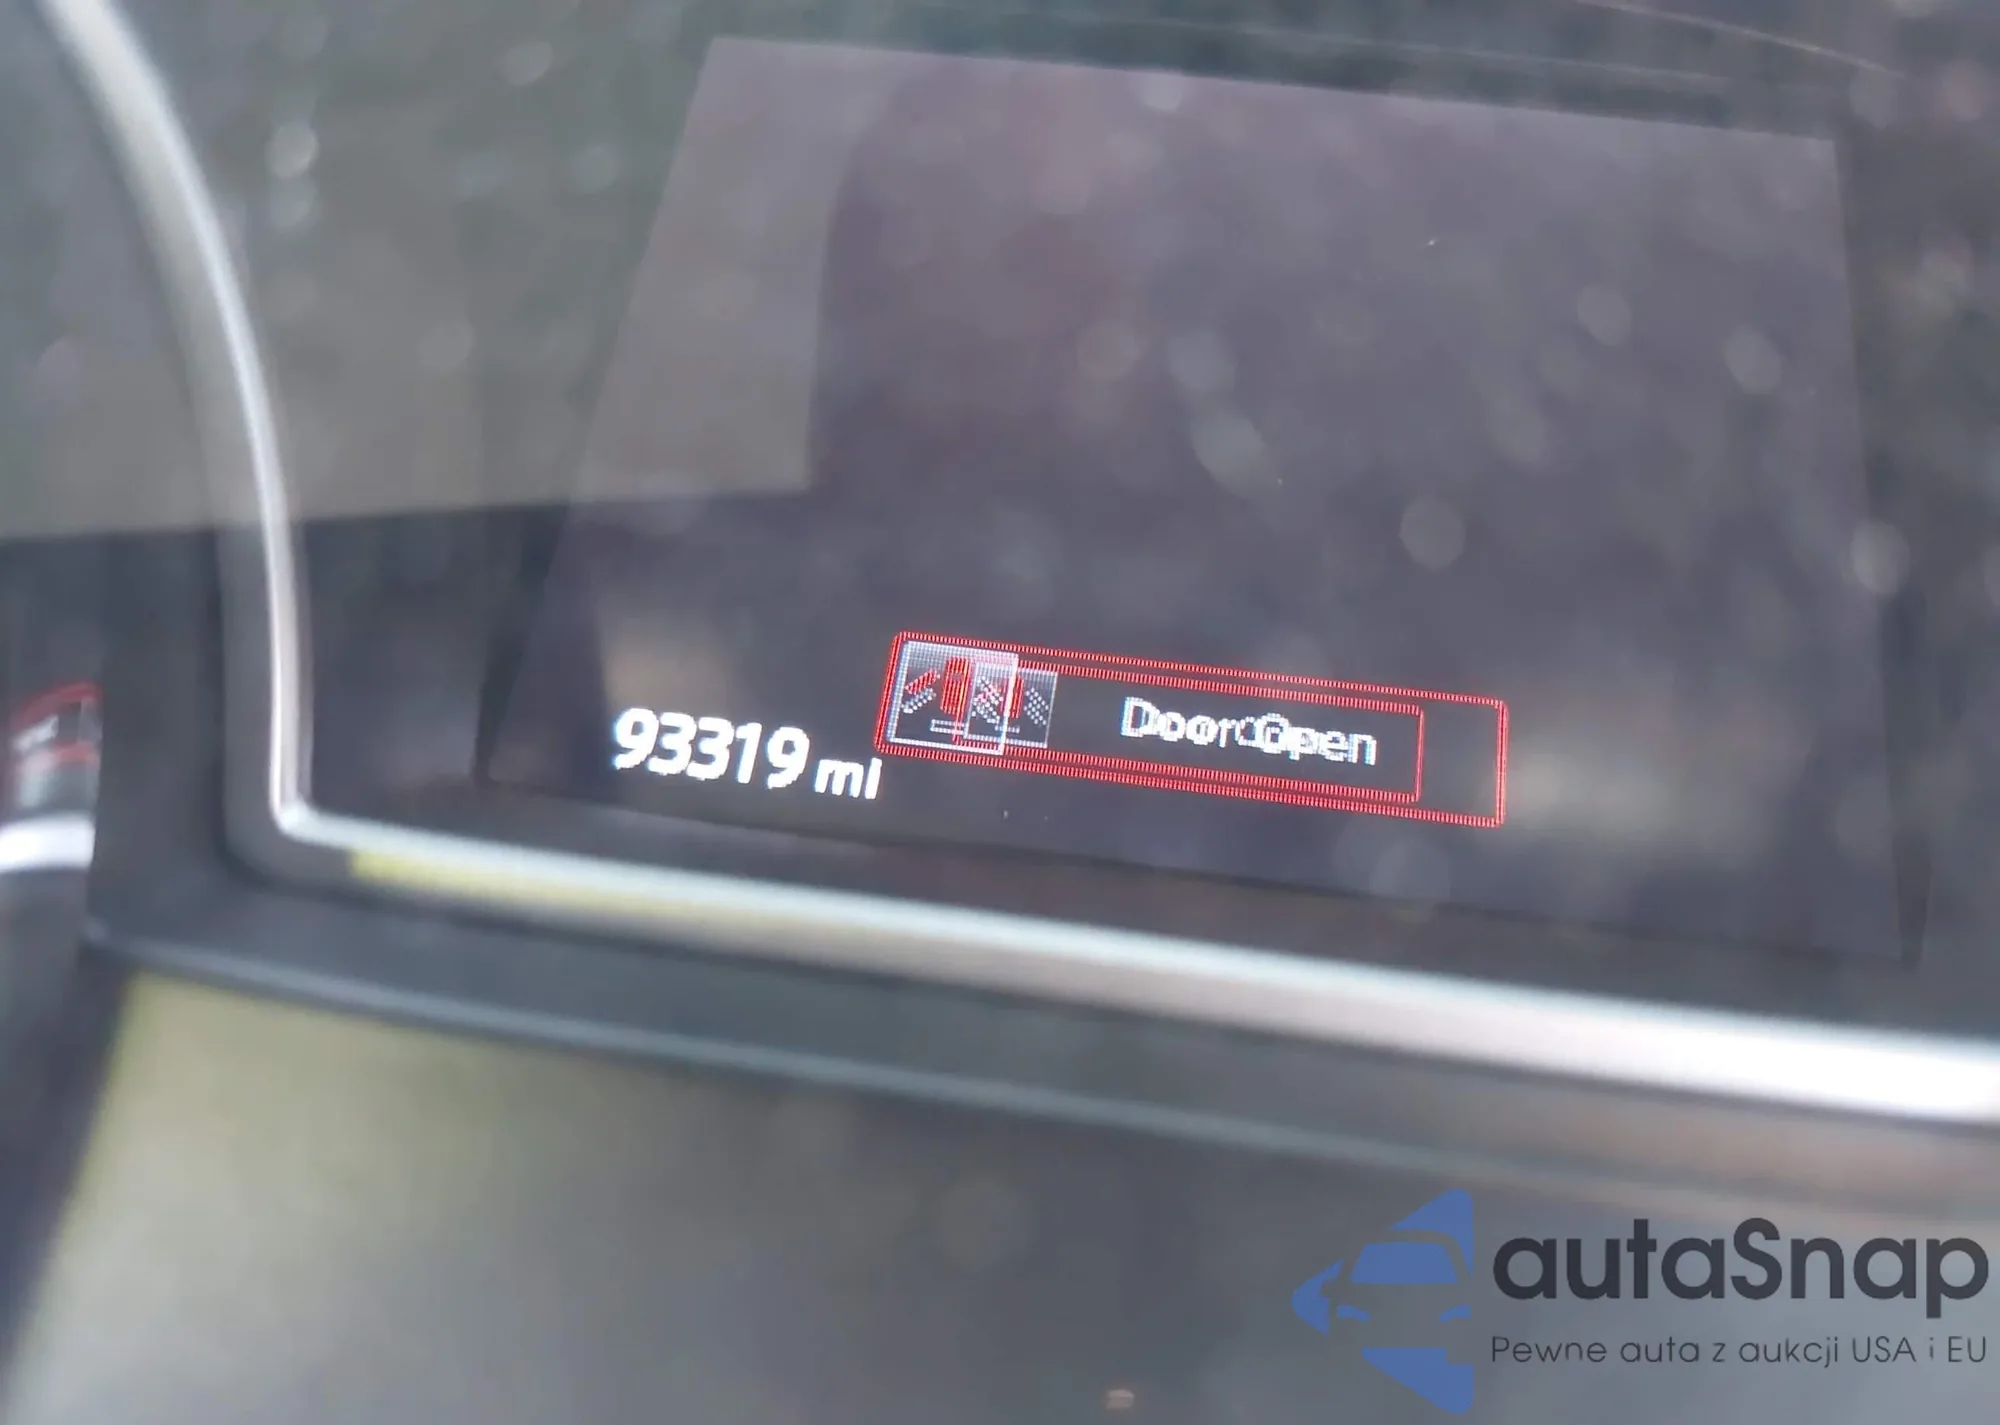 93319 mi
Door Open
autaSnap
Pewne auta z aukcji USA i EU